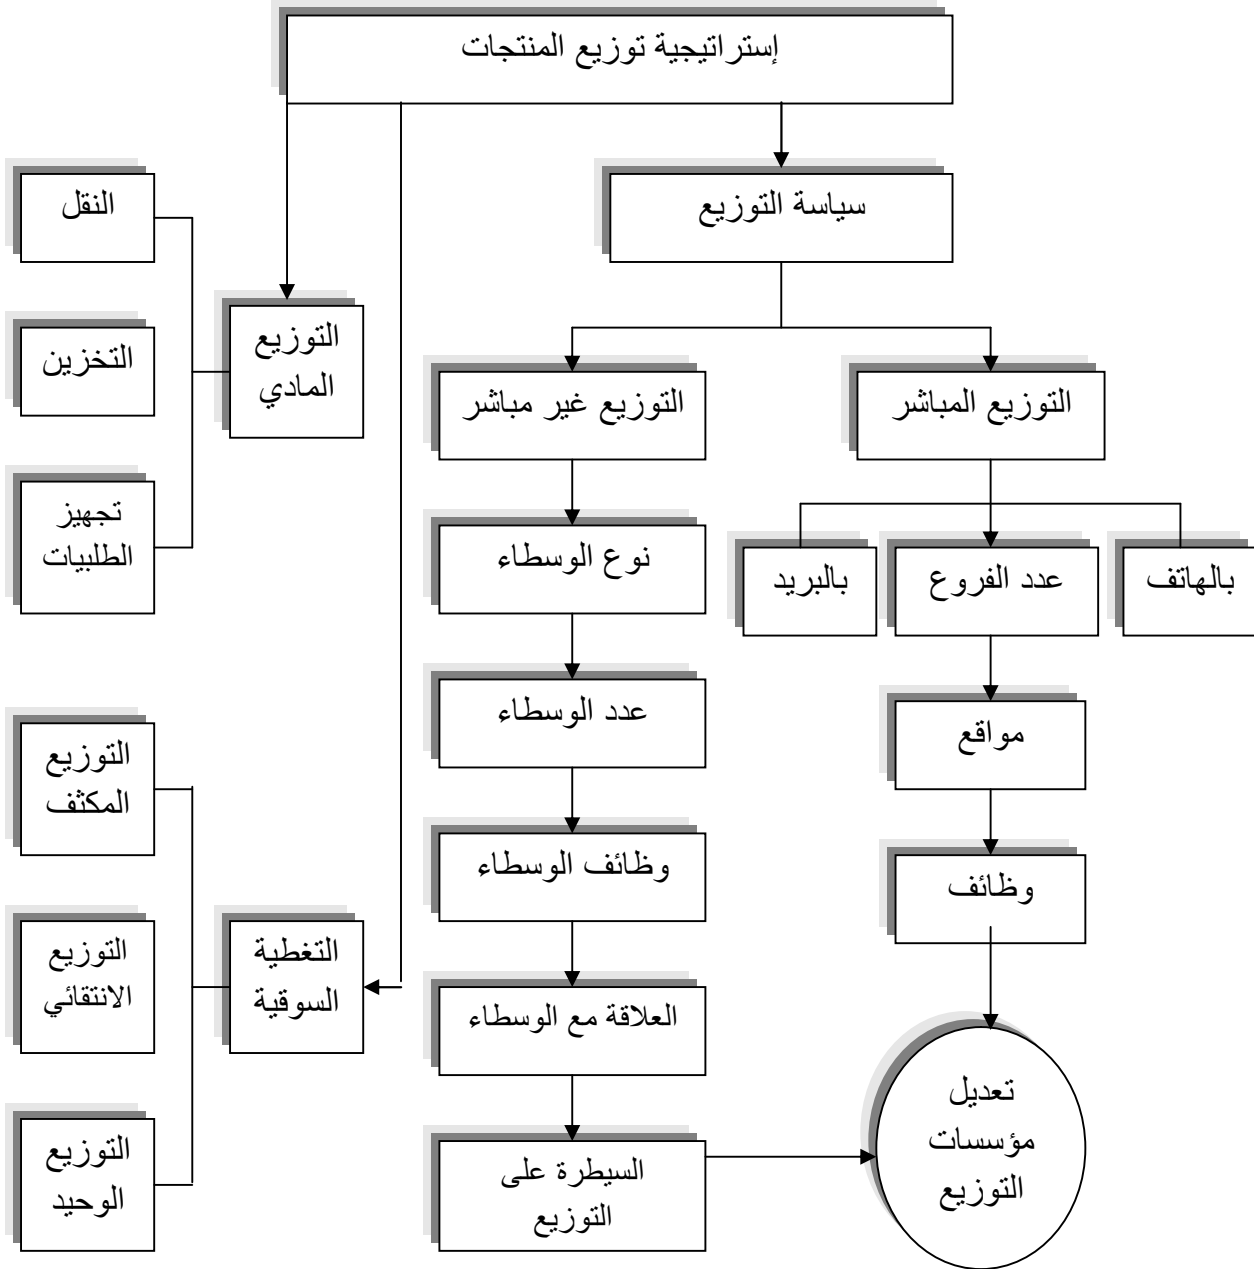 إستراتيجية توزيع المنتجات
سياسة التوزيع
النقل
التوزيع
المادي
التخزين
التوزيع المباشر
التوزيع غير مباشر
تجهيز
الطلبيات
نوع الوسطاء
بالهاتف
عدد الفروع
بالبريد
عدد الوسطاء
مواقع
التوزيع
المكثف
وظائف الوسطاء
وظائف
التغطية
السوقية
التوزيع
الانتقائي
العلاقة مع الوسطاء
تعديل
مؤسسات
التوزيع
السيطرة على
التوزيع
التوزيع
الوحيد